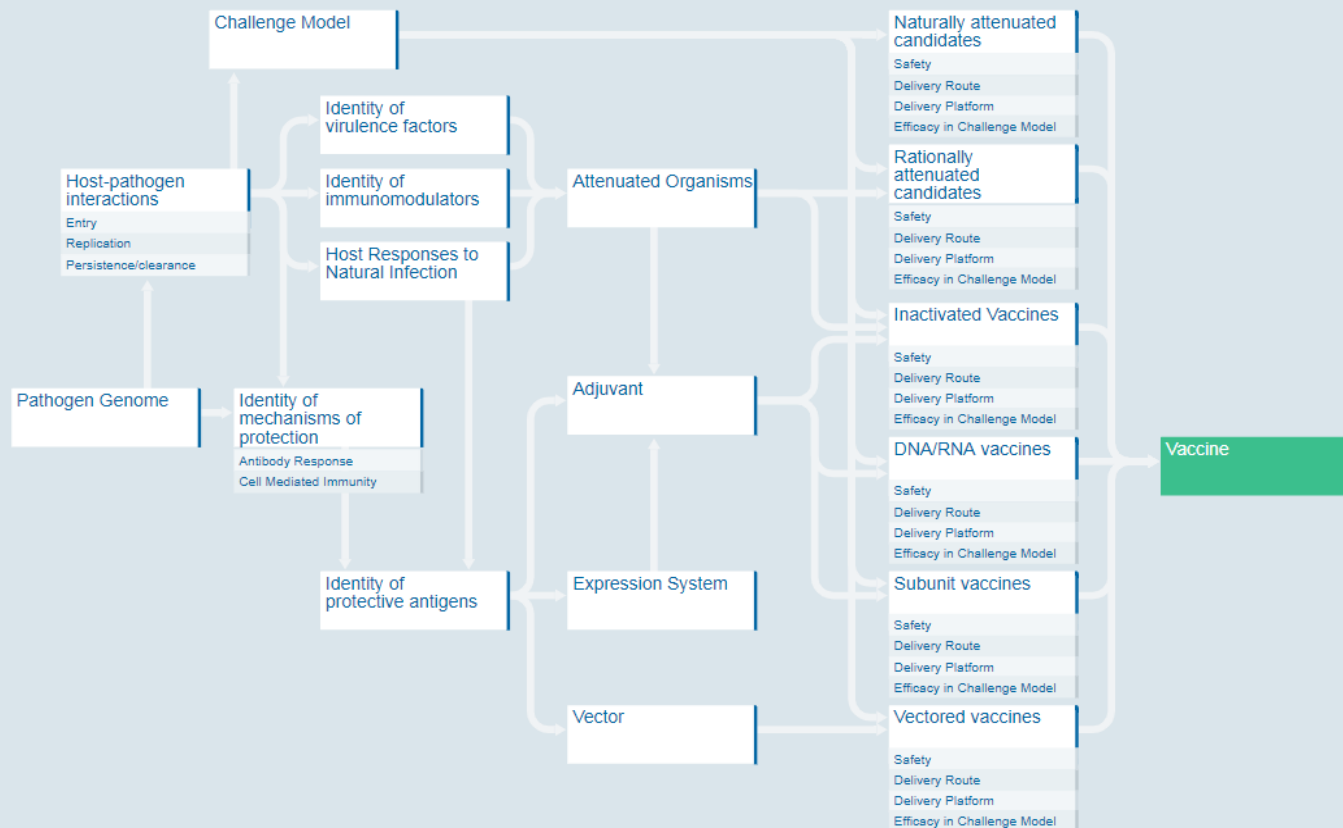 Challenge Model
Naturally attenuated
candidates
Safety
Delivery Route
Delivery Platform
Efficacy in Challenge Model
Identity of
virulence factors
Rationally
attenuated
candidates
Safety
Delivery Route
Delivery Platform
Efficacy in Challenge Model
Host-pathogen
interactions
Entry
Replication
Persistence/clearance
Identity of
immunomodulators
Attenuated Organisms
Host Responses to
Natural Infection
Inactivated Vaccines
Safety
Delivery Route
Delivery Platform
Efficacy in Challenge Model
Pathogen Genome
Identity of
mechanisms of
protection
Antibody Response
Cell Mediated Immunity
Adjuvant
DNA/RNA vaccines
Safety
Delivery Route
Delivery Platform
Efficacy in Challenge Model
Vaccine
Identity of
protective antigens
Expression System
Subunit vaccines
Safety
Delivery Route
Delivery Platform
Efficacy in Challenge Model
Vector
Vectored vaccines
Safety
Delivery Route
Delivery Platform
Efficacy in Challenge Model